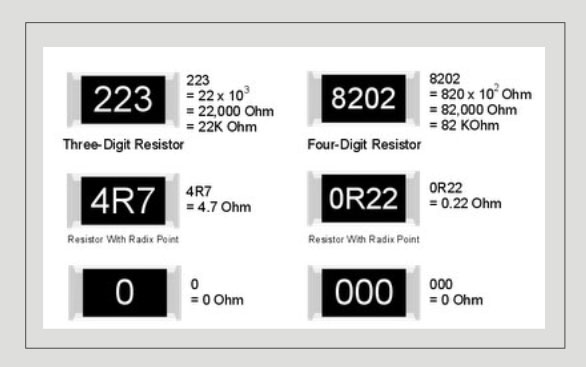 223
223
= 22 x 10³
= 22,000 Ohm
= 22K Ohm
Three-Digit Resistor
8202
8202
= 820 x 10² Ohm
= 82,000 Ohm
= 82 KOhm
Four-Digit Resistor
4R7
4R7
= 4.7 Ohm
Resistor With Radix Point
0R22
0R22
= 0.22 Ohm
Resistor With Radix Point
0
0
= 0 Ohm
000
000
= 0 Ohm